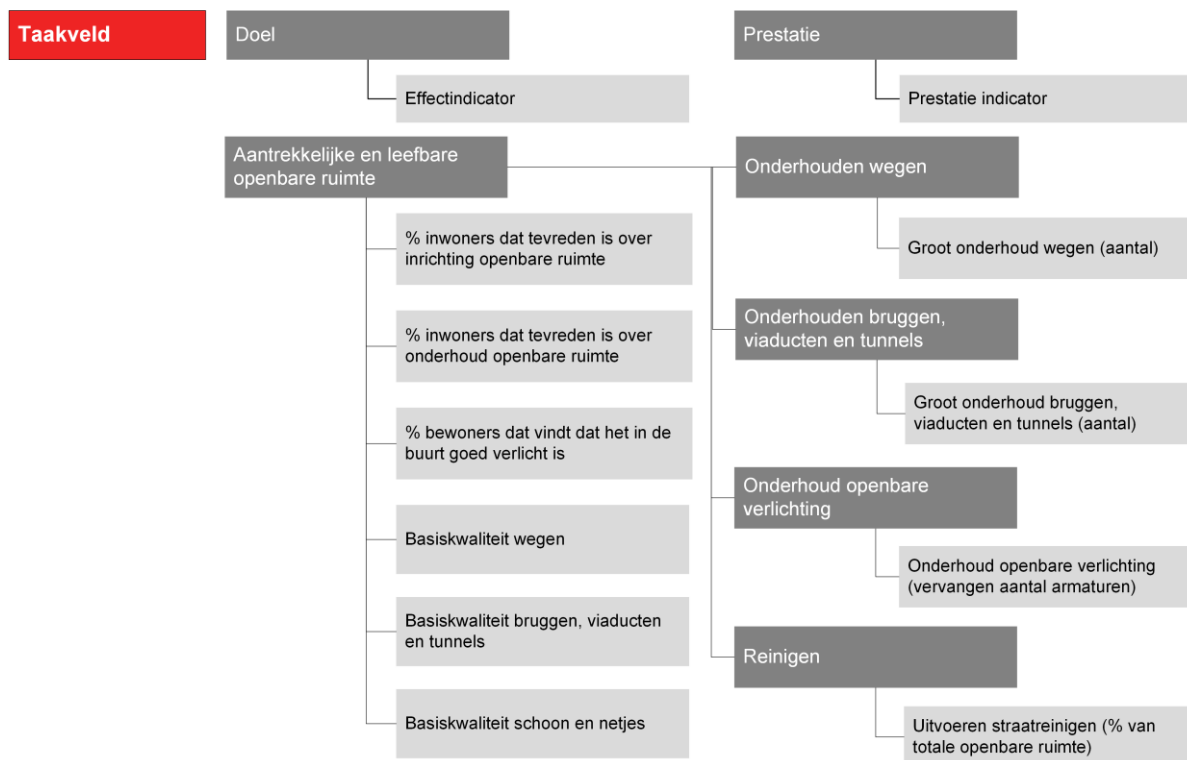 Taakveld
Doel
Prestatie
Effectindicator
Prestatie indicator
Aantrekkelijke en leefbare
openbare ruimte
% inwoners dat tevreden is over
inrichting openbare ruimte
% inwoners dat tevreden is over
onderhoud openbare ruimte
% bewoners dat vindt dat het in de
buurt goed verlicht is
Basiskwaliteit wegen
Basiskwaliteit bruggen, viaducten
en tunnels
Basiskwaliteit schoon en netjes
Onderhouden wegen
Groot onderhoud wegen (aantal)
Onderhouden bruggen,
viaducten en tunnels
Groot onderhoud bruggen,
viaducten en tunnels (aantal)
Onderhoud openbare
verlichting
Onderhoud openbare verlichting
(vervangen aantal armaturen)
Reinigen
Uitvoeren straatreinigen (% van
totale openbare ruimte)